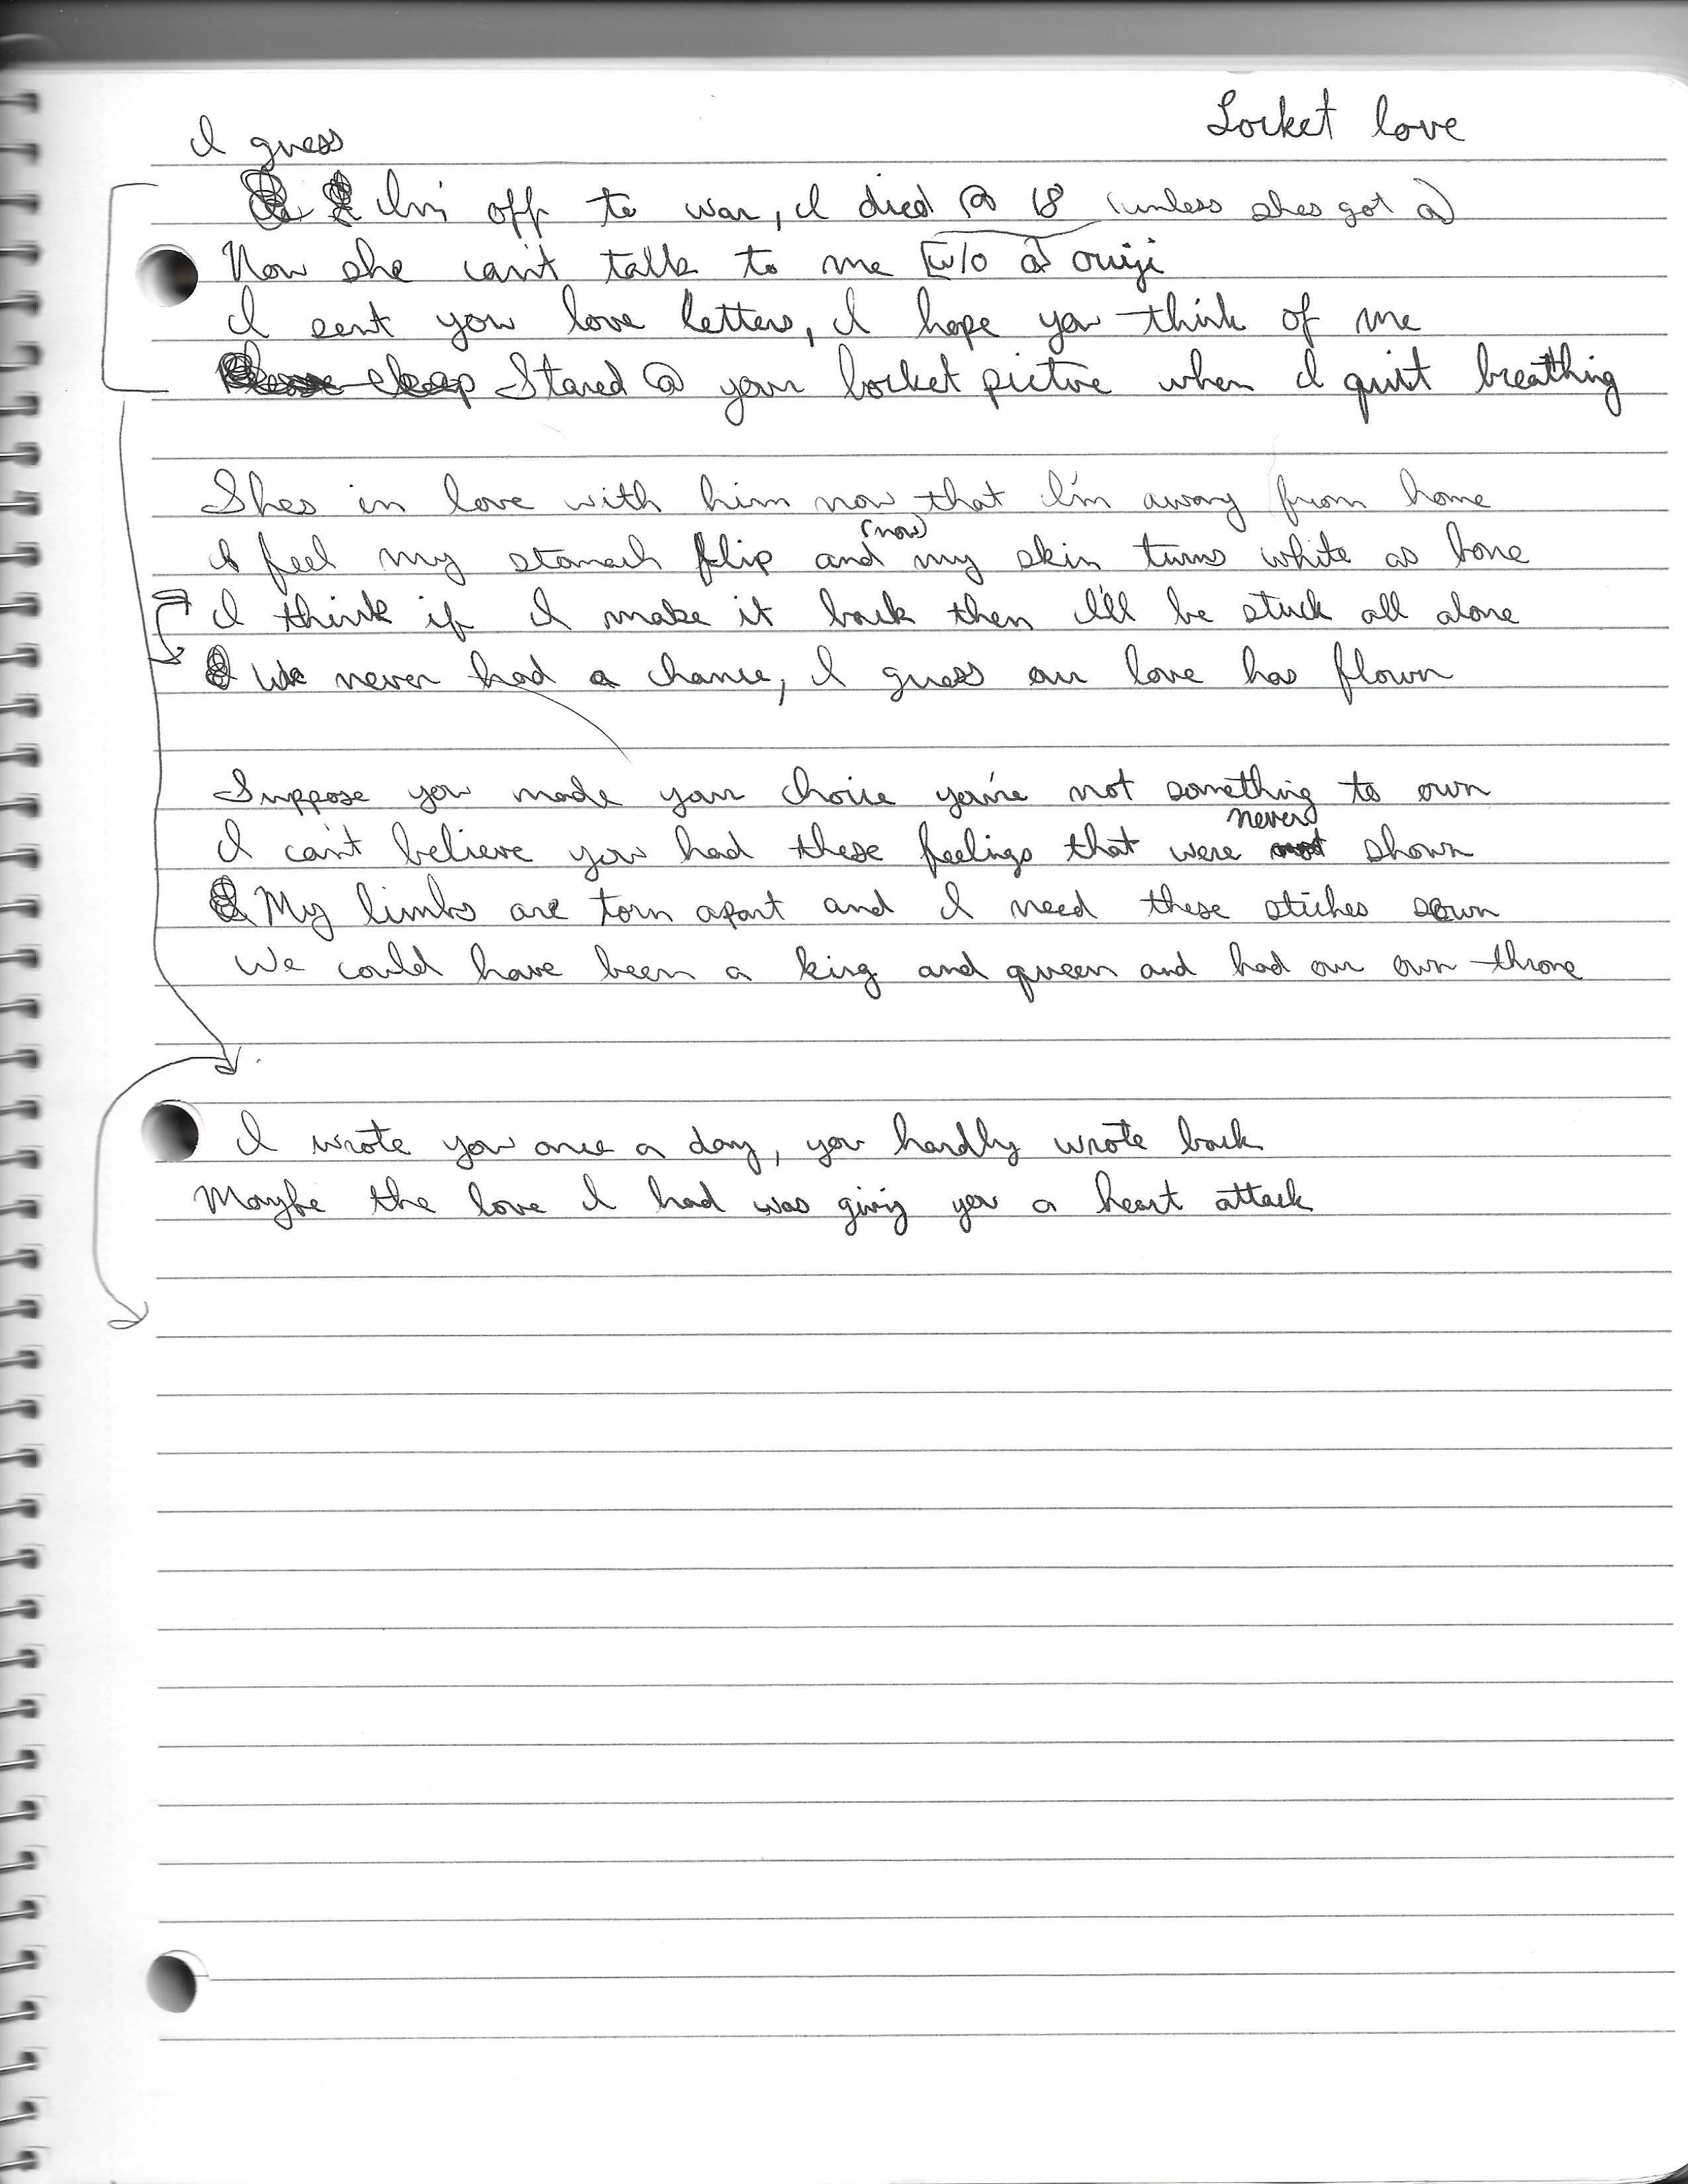 Locket love
I guess
I'm off to war, I died @ 18 (unless shes got a)
Now she can't talk to me [w/o a] ouiji
I sent you love letters, I hope you think of me
Stared @ your locket picture when I quit breathing
Shes in love with him now that I'm away from home
(now)
I feel my stomach flip and my skin turns white as bone
I think if I make it back then I'll be stuck all alone
We never had a chance, I guess our love has flown
Suppose you made your choice you're not something to own
never
I can't believe you had these feelings that were not shown
My limbs are torn apart and I need these stiches sewn
We could have been a king and queen and had our own throne
I wrote you once a day, you hardly wrote back
Maybe the love I had was giving you a heart attack